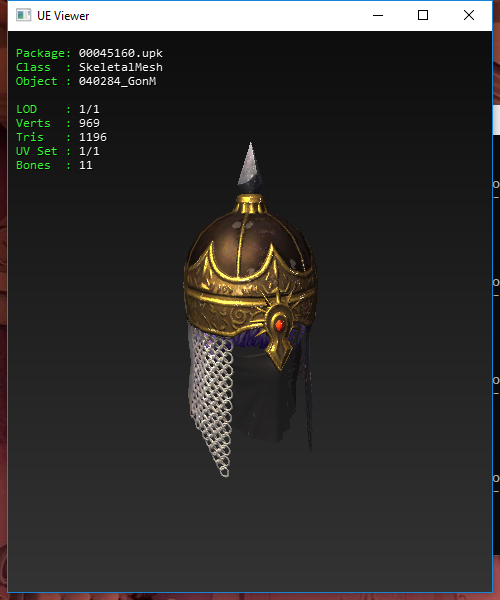 UE Viewer
Package: 00045160.upk
Class : SkeletalMesh
Object : 040284_GonM
LOD : 1/1
Verts : 969
Tris : 1196
UV Set : 1/1
Bones : 11